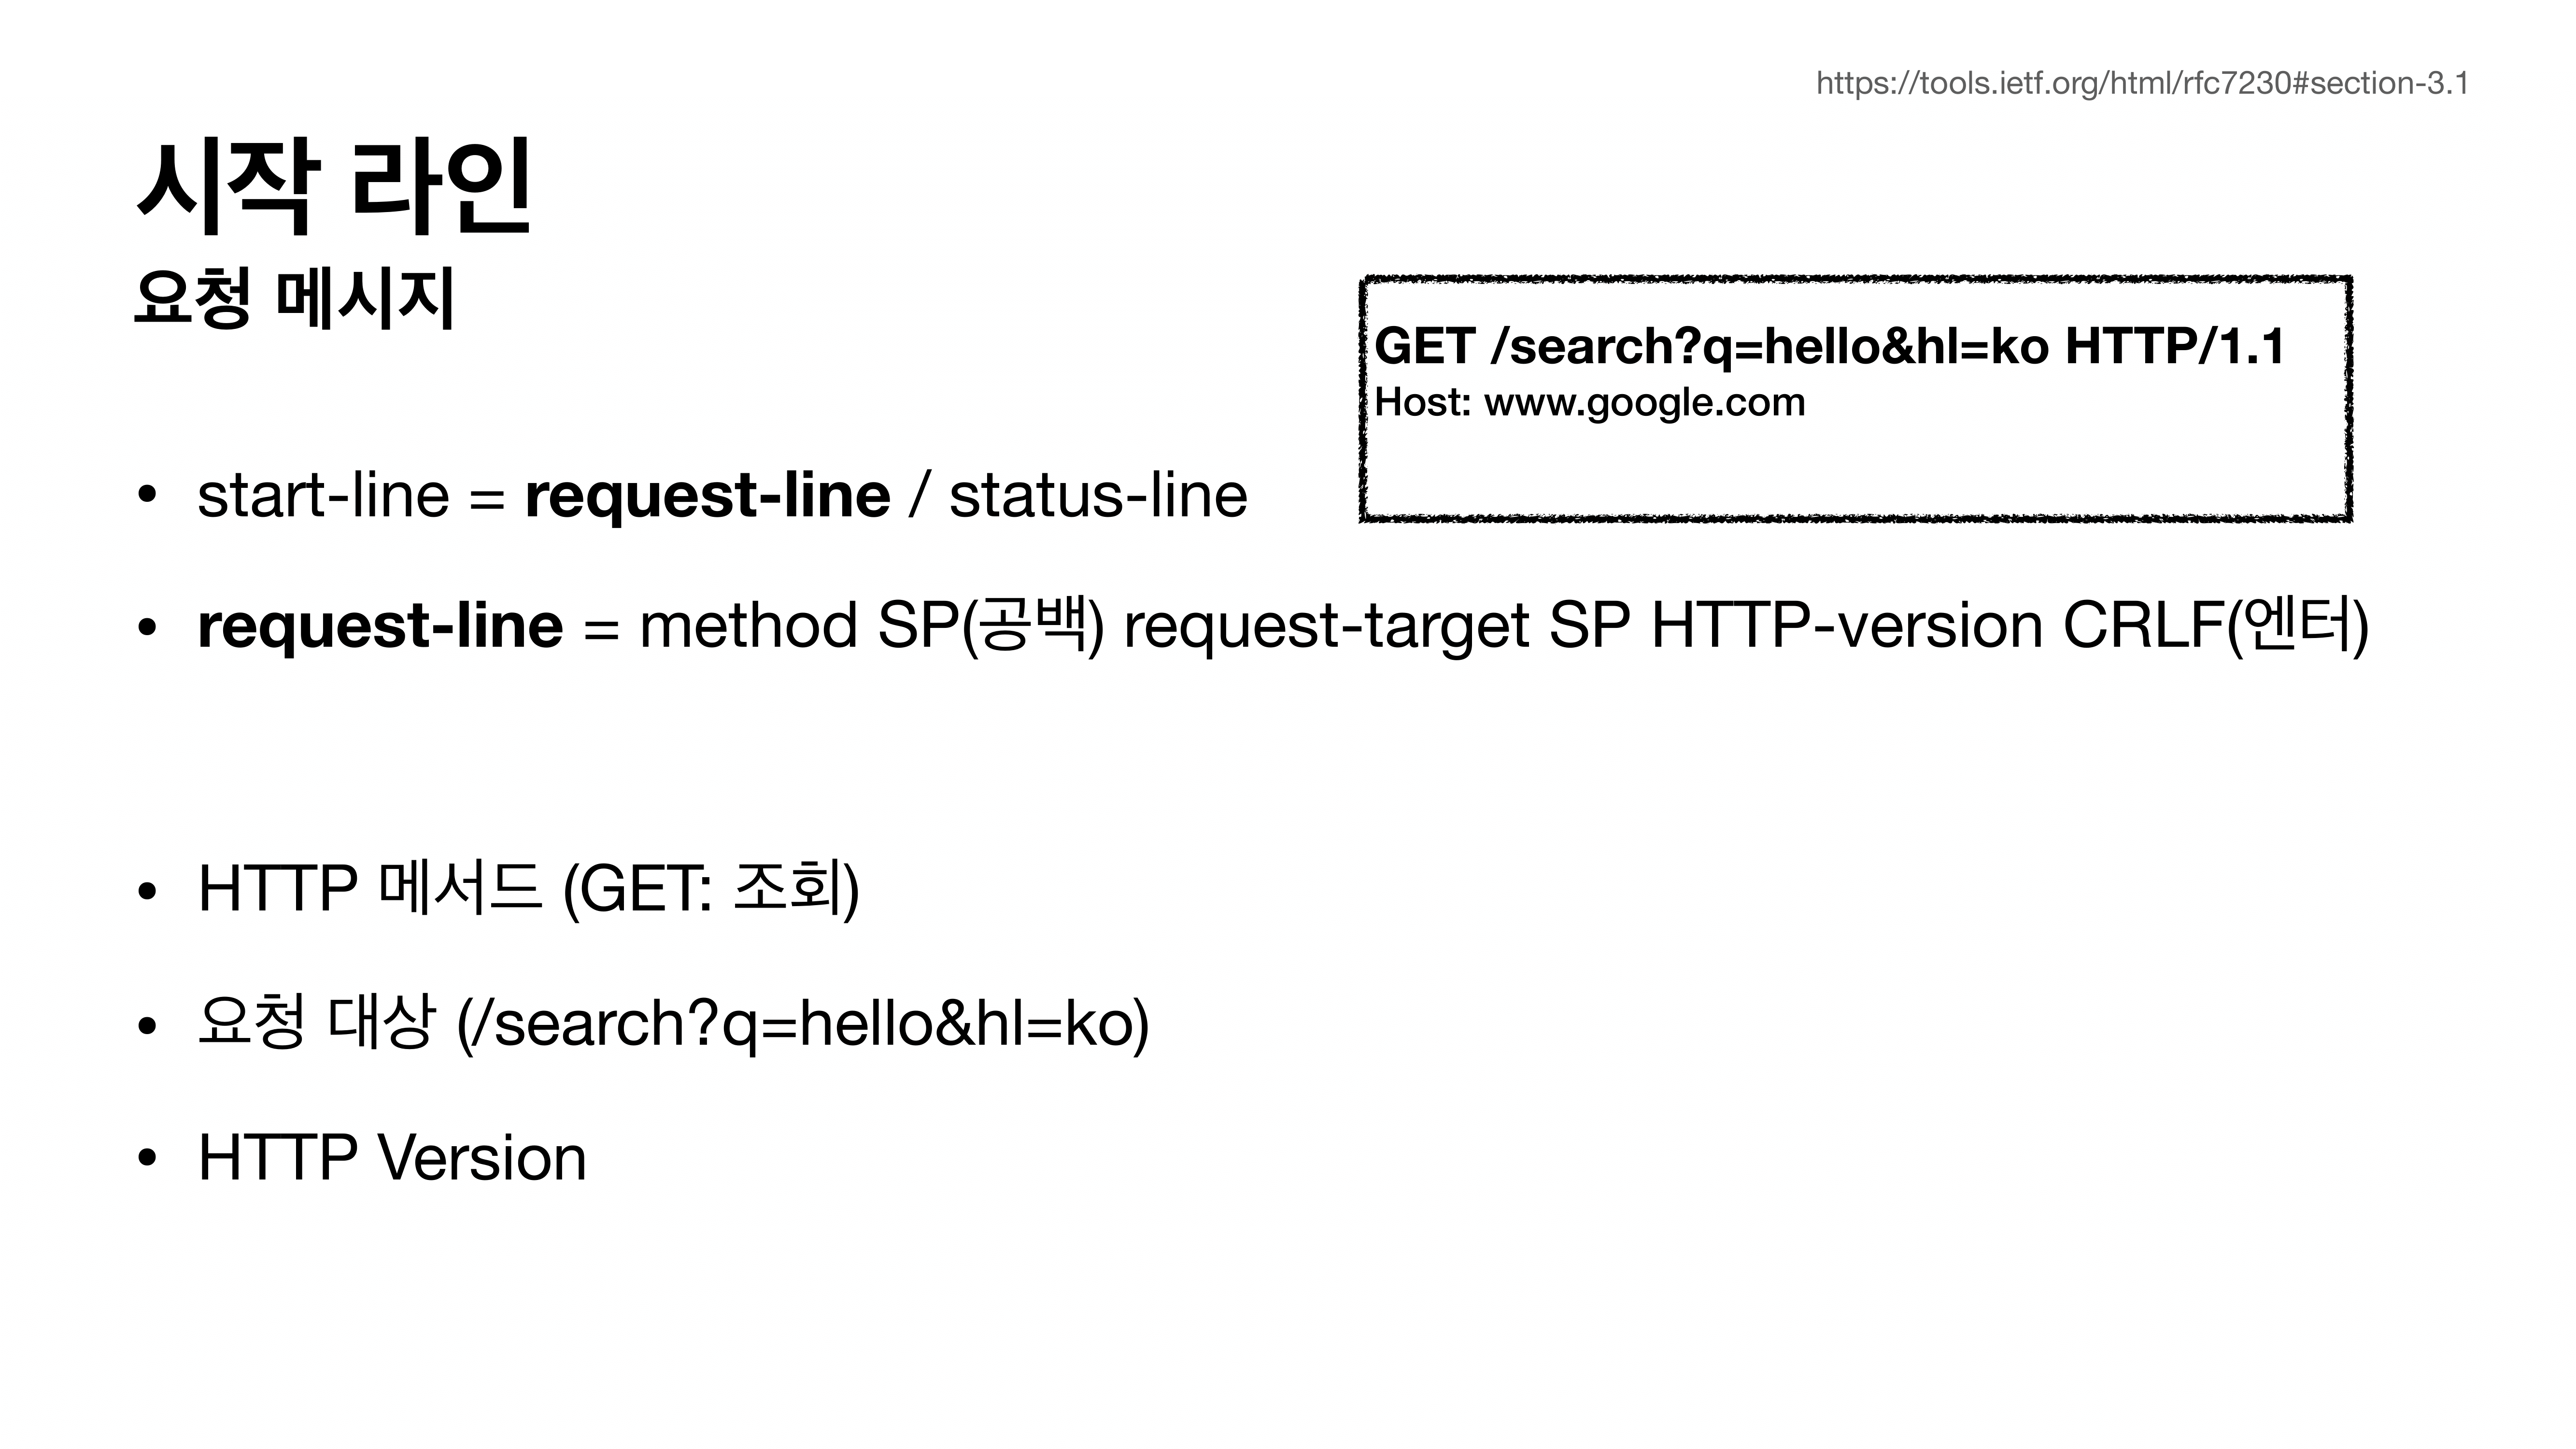 https://tools.ietf.org/html/rfc7230#section-3.1
시작 라인
요청 메시지
GET /search?q=hello&hl=ko HTTP/1.1
Host: www.google.com
• start-line = request-line / status-line
• request-line = method SP(공백) request-target SP HTTP-version CRLF(엔터)
• HTTP 메서드 (GET: 조회)
• 요청 대상 (/search?q=hello&hl=ko)
• HTTP Version